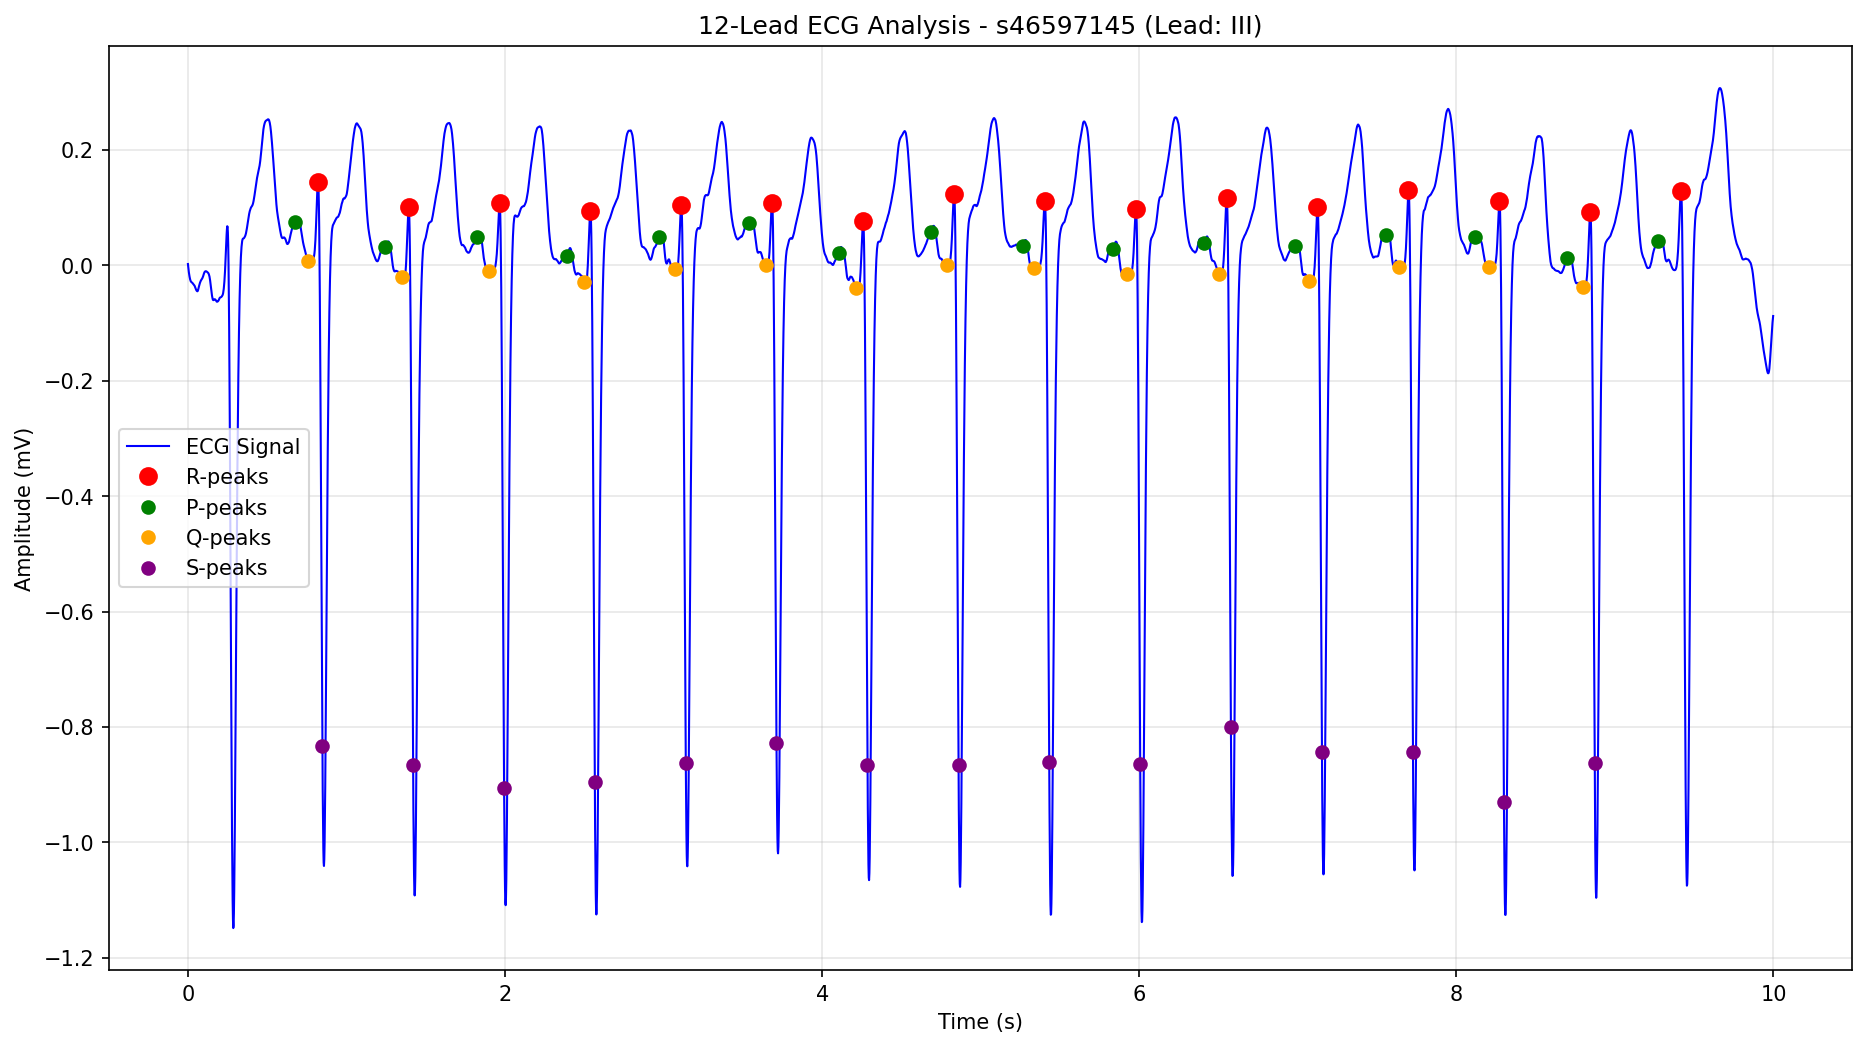 12-Lead ECG Analysis - s46597145 (Lead: III)
Amplitude (mV)
0.2
0.0
−0.2
−0.4
−0.6
−0.8
−1.0
−1.2
ECG Signal
R-peaks
P-peaks
Q-peaks
S-peaks
0 2 4 6 8 10
Time (s)